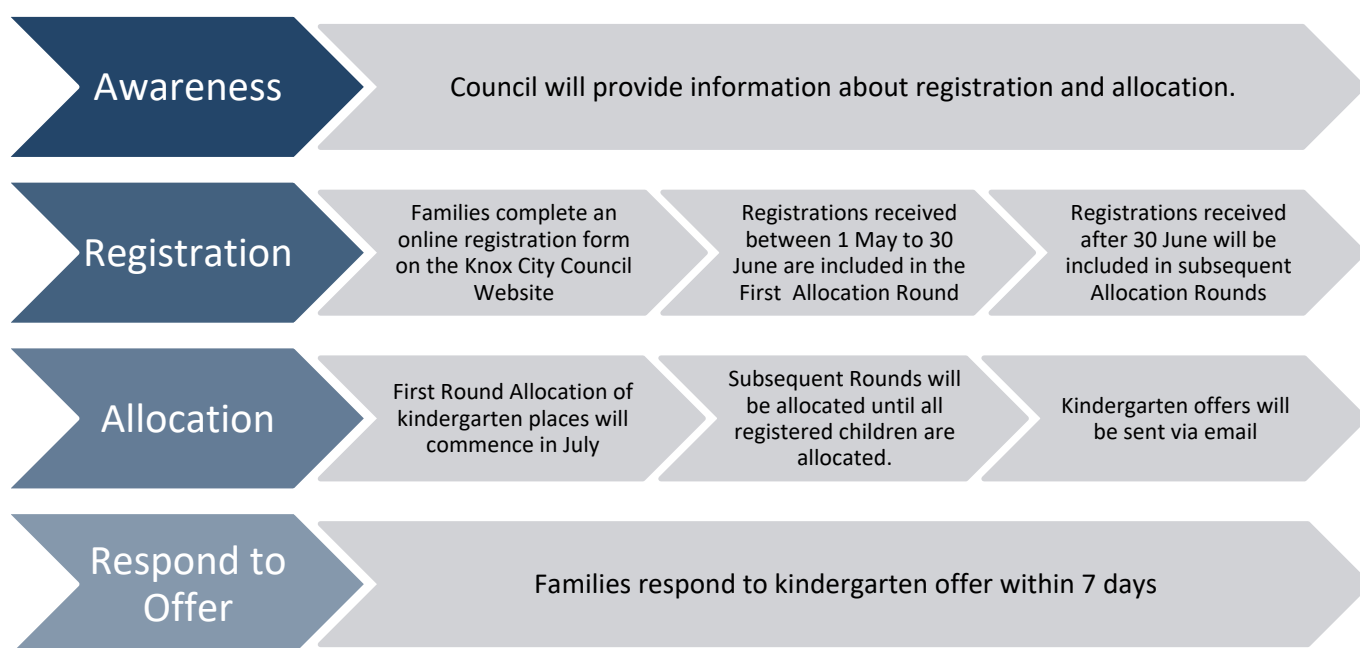 Awareness
Council will provide information about registration and allocation.
Registration
Families complete an
online registration form
on the Knox City Council
Website
Registrations received
between 1 May to 30
June are included in the
First  Allocation Round
Registrations received
after 30 June will be
included in subsequent
Allocation Rounds
Allocation
First Round Allocation of
kindergarten places will
commence in July
Subsequent Rounds will
be allocated until all
registered children are
allocated.
Kindergarten offers will
be sent via email
Respond to
Offer
Families respond to kindergarten offer within 7 days